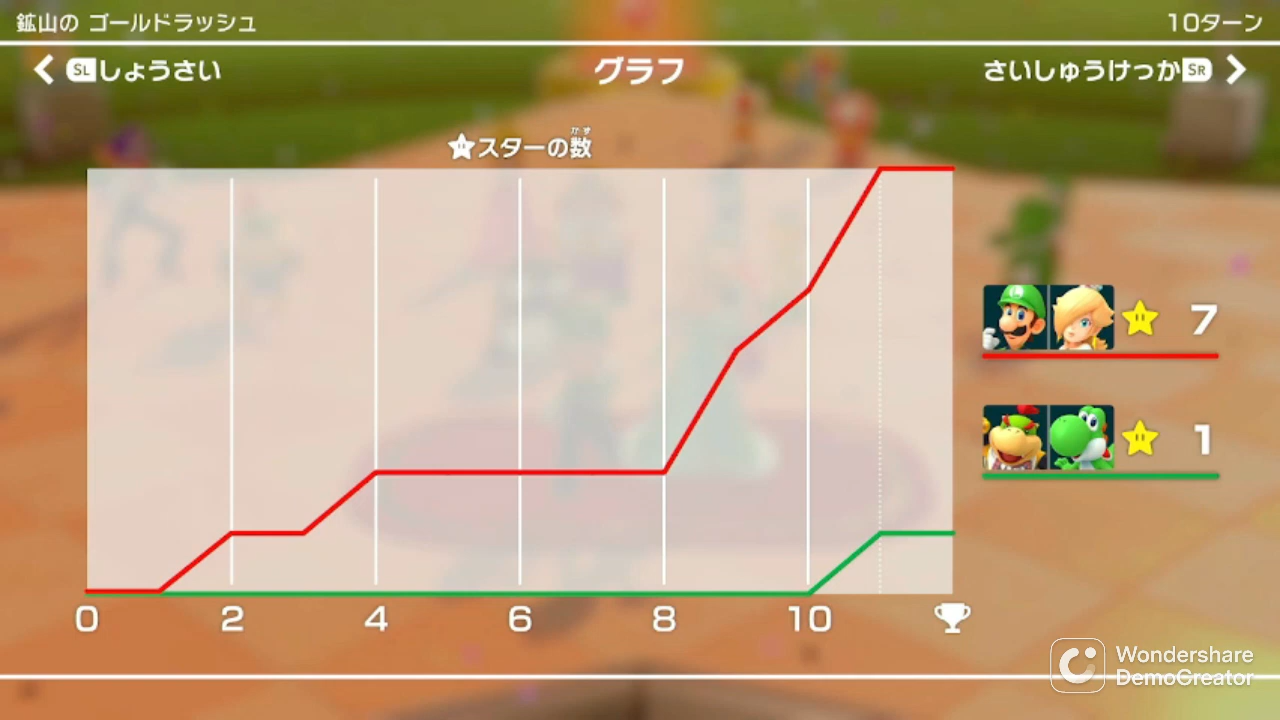 鉱山の ゴールドラッシュ
10ターン
SL しょうさい
グラフ
さいしゅうけっか SR
かず
スターの数
7
1
0 2 4 6 8 10
Wondershare
DemoCreator